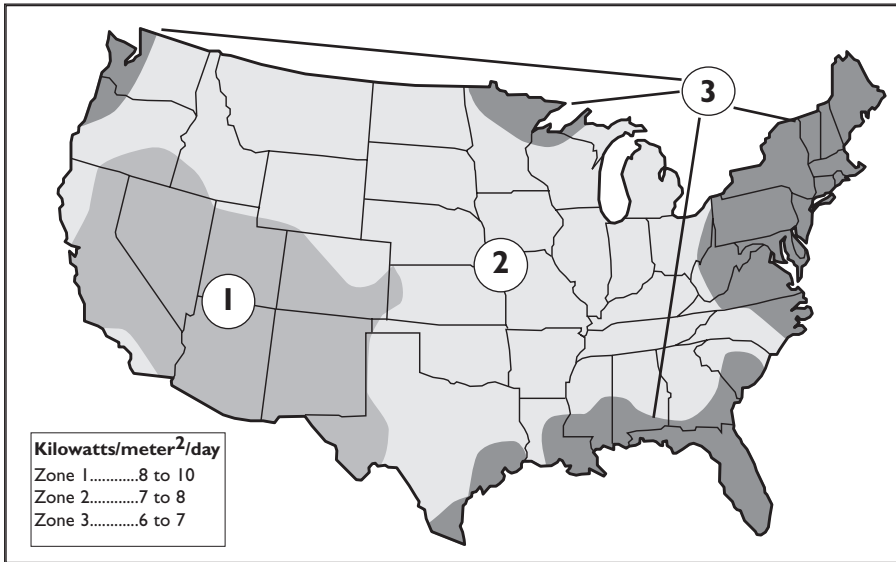 3
2
1
Kilowatts/meter²/day
Zone 1............8 to 10
Zone 2............7 to 8
Zone 3............6 to 7